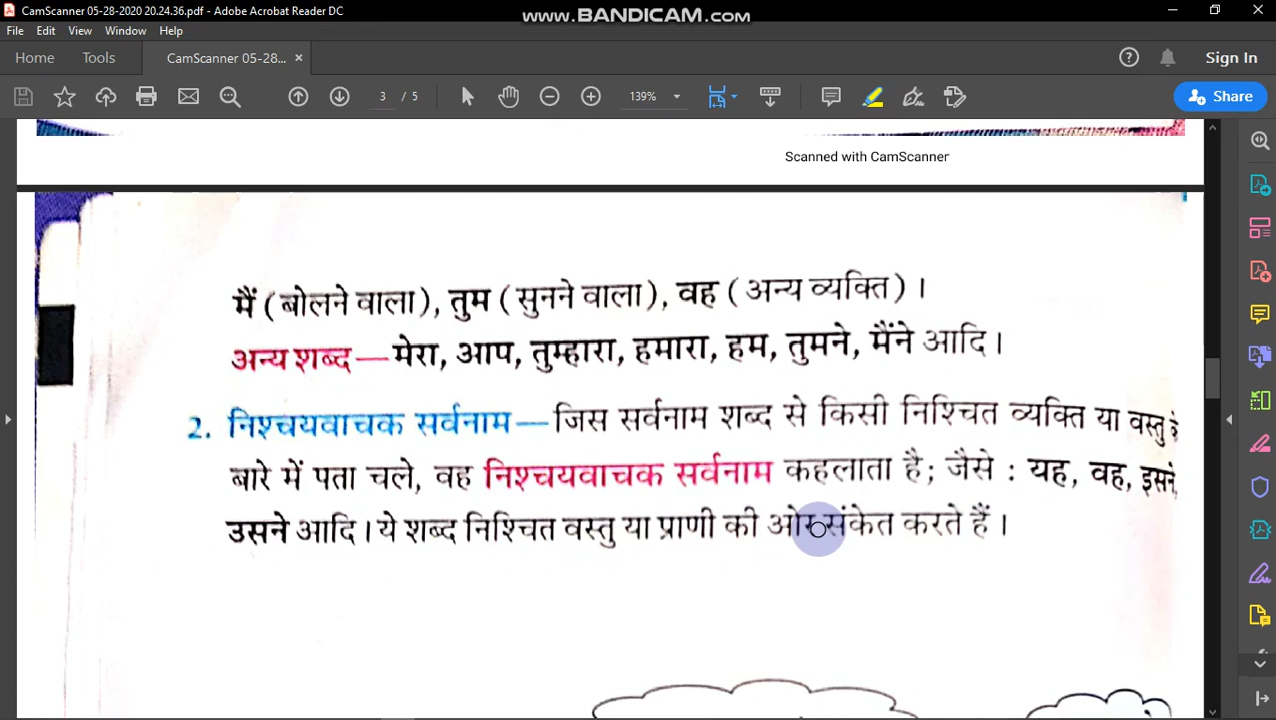 CamScanner 05-28-2020 20.24.36.pdf - Adobe Acrobat Reader DC
www.BANDICAM.com
File Edit View Window Help
Home Tools CamScanner 05-28... × Sign In
3 / 5 139% Share
Scanned with CamScanner
मैं (बोलने वाला), तुम (सुनने वाला), वह (अन्य व्यक्ति)।
अन्य शब्द—मेरा, आप, तुम्हारा, हमारा, हम, तुमने, मैंने आदि।
2. निश्चयवाचक सर्वनाम—जिस सर्वनाम शब्द से किसी निश्चित व्यक्ति या वस्तु के
बारे में पता चले, वह निश्चयवाचक सर्वनाम कहलाता है; जैसे : यह, वह, इसने,
उसने आदि। ये शब्द निश्चित वस्तु या प्राणी की ओर संकेत करते हैं।